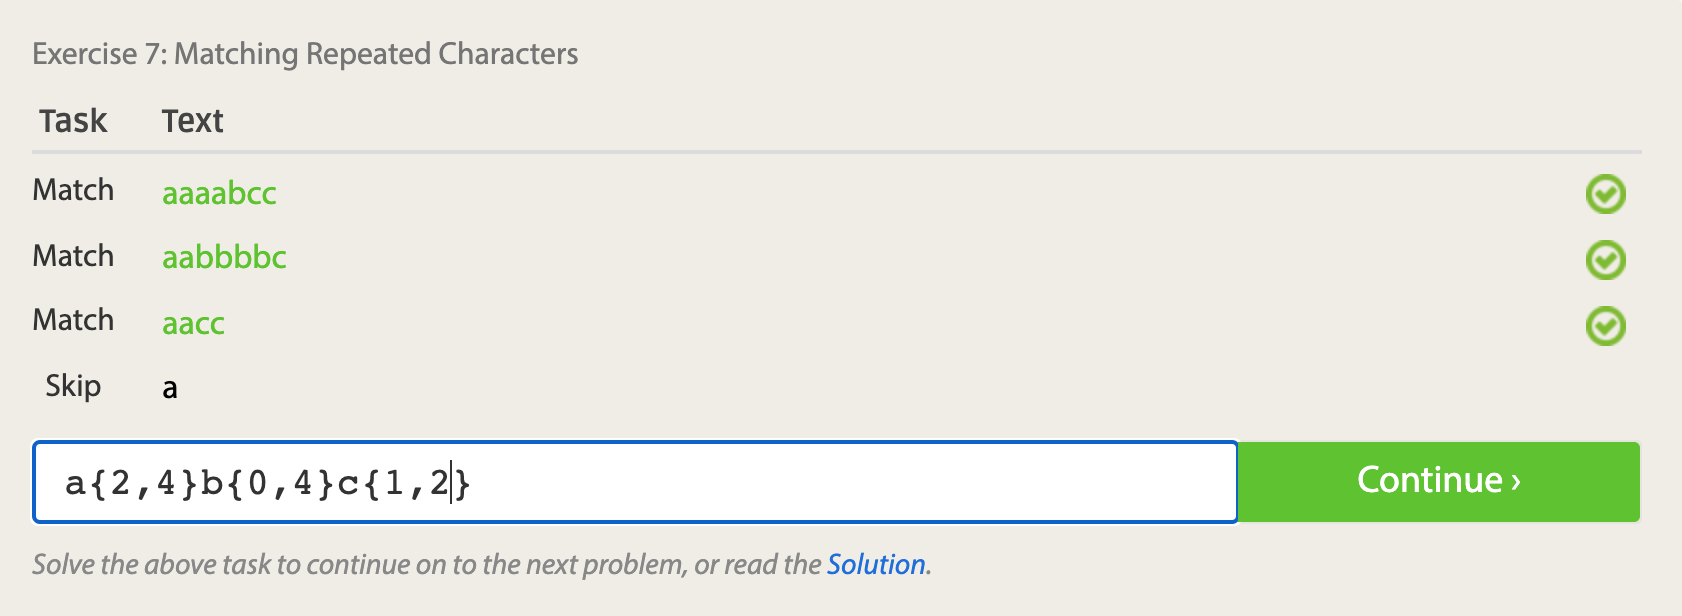 Exercise 7: Matching Repeated Characters
Task Text
Match aaaabcc
Match aabbbbc
Match aacc
Skip a
a{2,4}b{0,4}c{1,2}
Continue ›
Solve the above task to continue on to the next problem, or read the Solution.